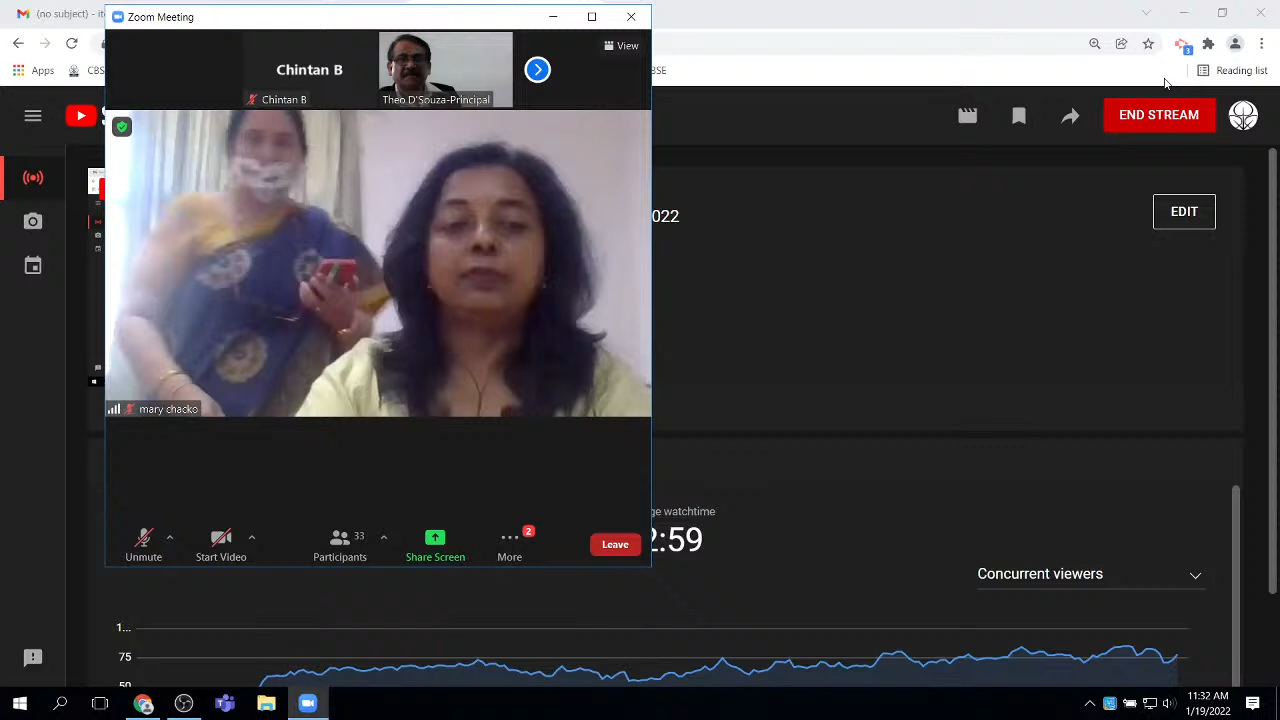 (no subject) -
Zoom Meeting
Apps
CBS
BSE
Reading list
3
Chintan B
Chintan B
Theo D'Souza-Principal
View
END STREAM
022
EDIT
mary chacko
ge watchtime
2:59
Unmute
Start Video
Participants
33
Share Screen
More
2
Leave
Concurrent viewers
1...
75
50
11:32 AM
1/19/2022